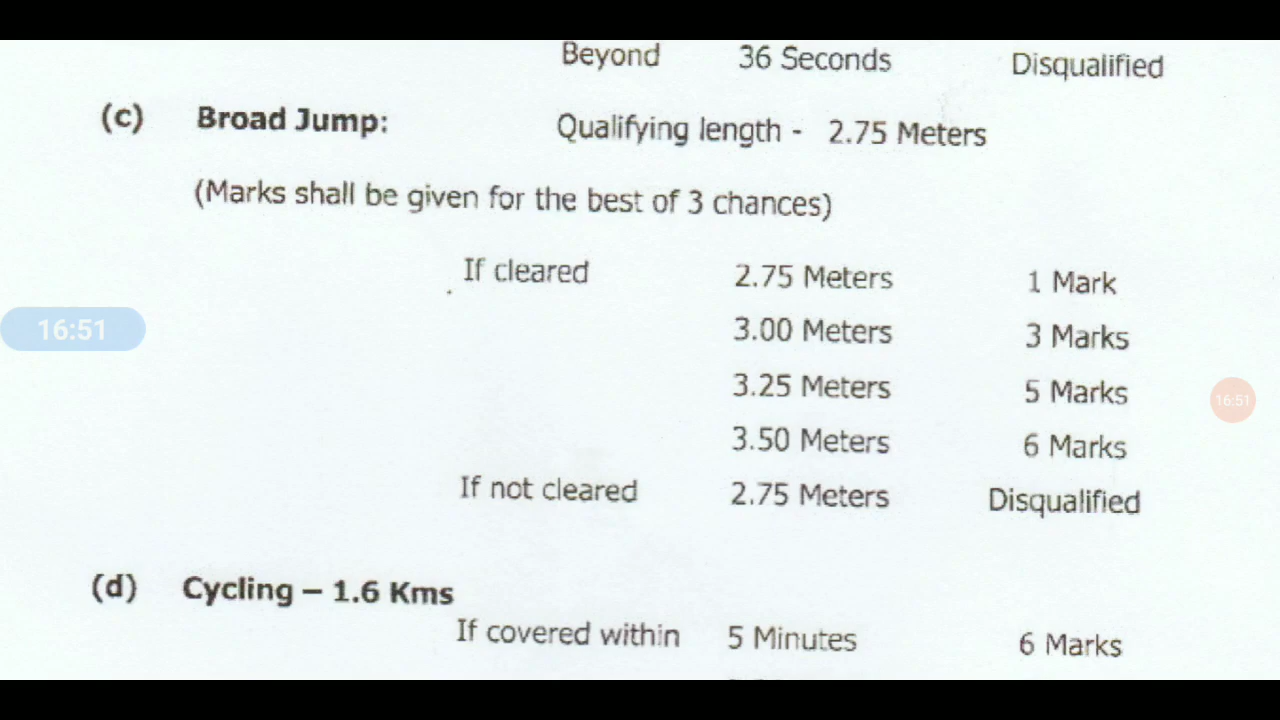 Beyond 36 Seconds Disqualified
(c) Broad Jump: Qualifying length - 2.75 Meters
(Marks shall be given for the best of 3 chances)
If cleared 2.75 Meters 1 Mark
3.00 Meters 3 Marks
16:51
3.25 Meters 5 Marks
16:51
3.50 Meters 6 Marks
If not cleared 2.75 Meters Disqualified
(d) Cycling – 1.6 Kms
If covered within 5 Minutes 6 Marks